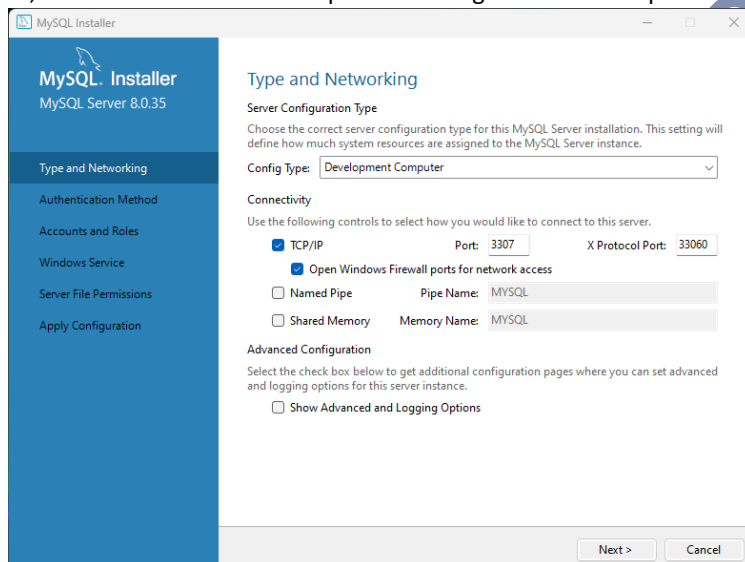 MySQL Installer
MySQL. Installer
MySQL Server 8.0.35
Type and Networking
Authentication Method
Accounts and Roles
Windows Service
Server File Permissions
Apply Configuration
Type and Networking
Server Configuration Type
Choose the correct server configuration type for this MySQL Server installation. This setting will
define how much system resources are assigned to the MySQL Server instance.
Config Type: Development Computer
Connectivity
Use the following controls to select how you would like to connect to this server.
TCP/IP Port: 3307 X Protocol Port: 33060
Open Windows Firewall ports for network access
Named Pipe Pipe Name: MYSQL
Shared Memory Memory Name: MYSQL
Advanced Configuration
Select the check box below to get additional configuration pages where you can set advanced
and logging options for this server instance.
Show Advanced and Logging Options
Next > Cancel